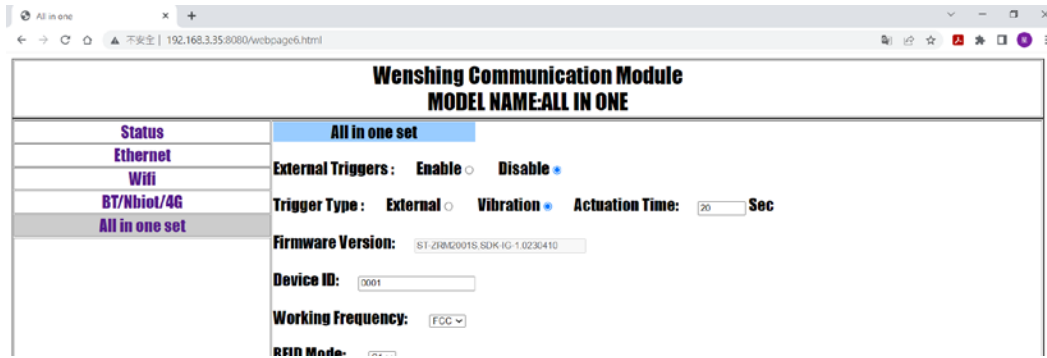 All in one
不安全 | 192.168.3.35:8080/webpage6.html
Wenshing Communication Module
MODEL NAME:ALL IN ONE
Status
Ethernet
Wifi
BT/Nbiot/4G
All in one set
All in one set
External Triggers : Enable Disable
Trigger Type : External Vibration Actuation Time: 20 Sec
Firmware Version: ST-ZRM2001S.SDK-IG-1.0230410
Device ID: 0001
Working Frequency: FCC
RFID Mode: